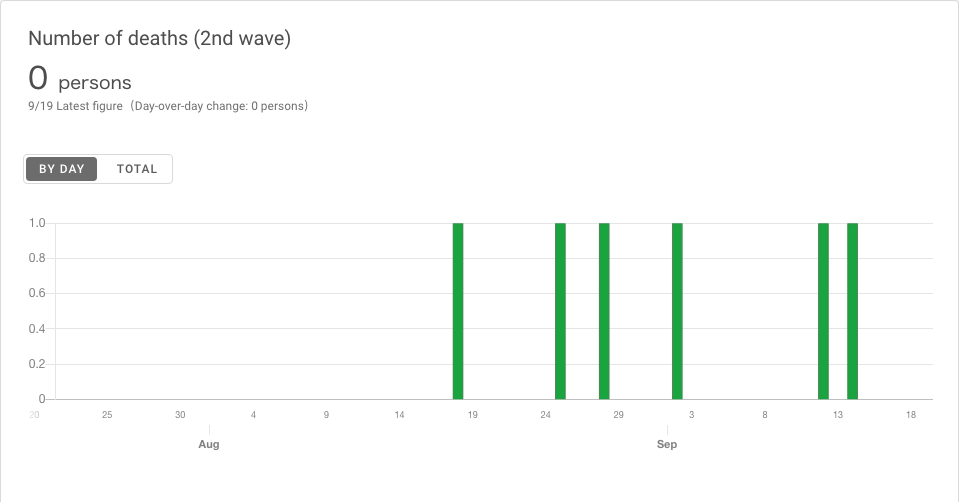 Number of deaths (2nd wave)
0 persons
9/19 Latest figure（Day-over-day change: 0 persons）
BY DAY TOTAL
1.0
0.8
0.6
0.4
0.2
0
20 25 30 4 9 14 19 24 29 3 8 13 18
Aug Sep